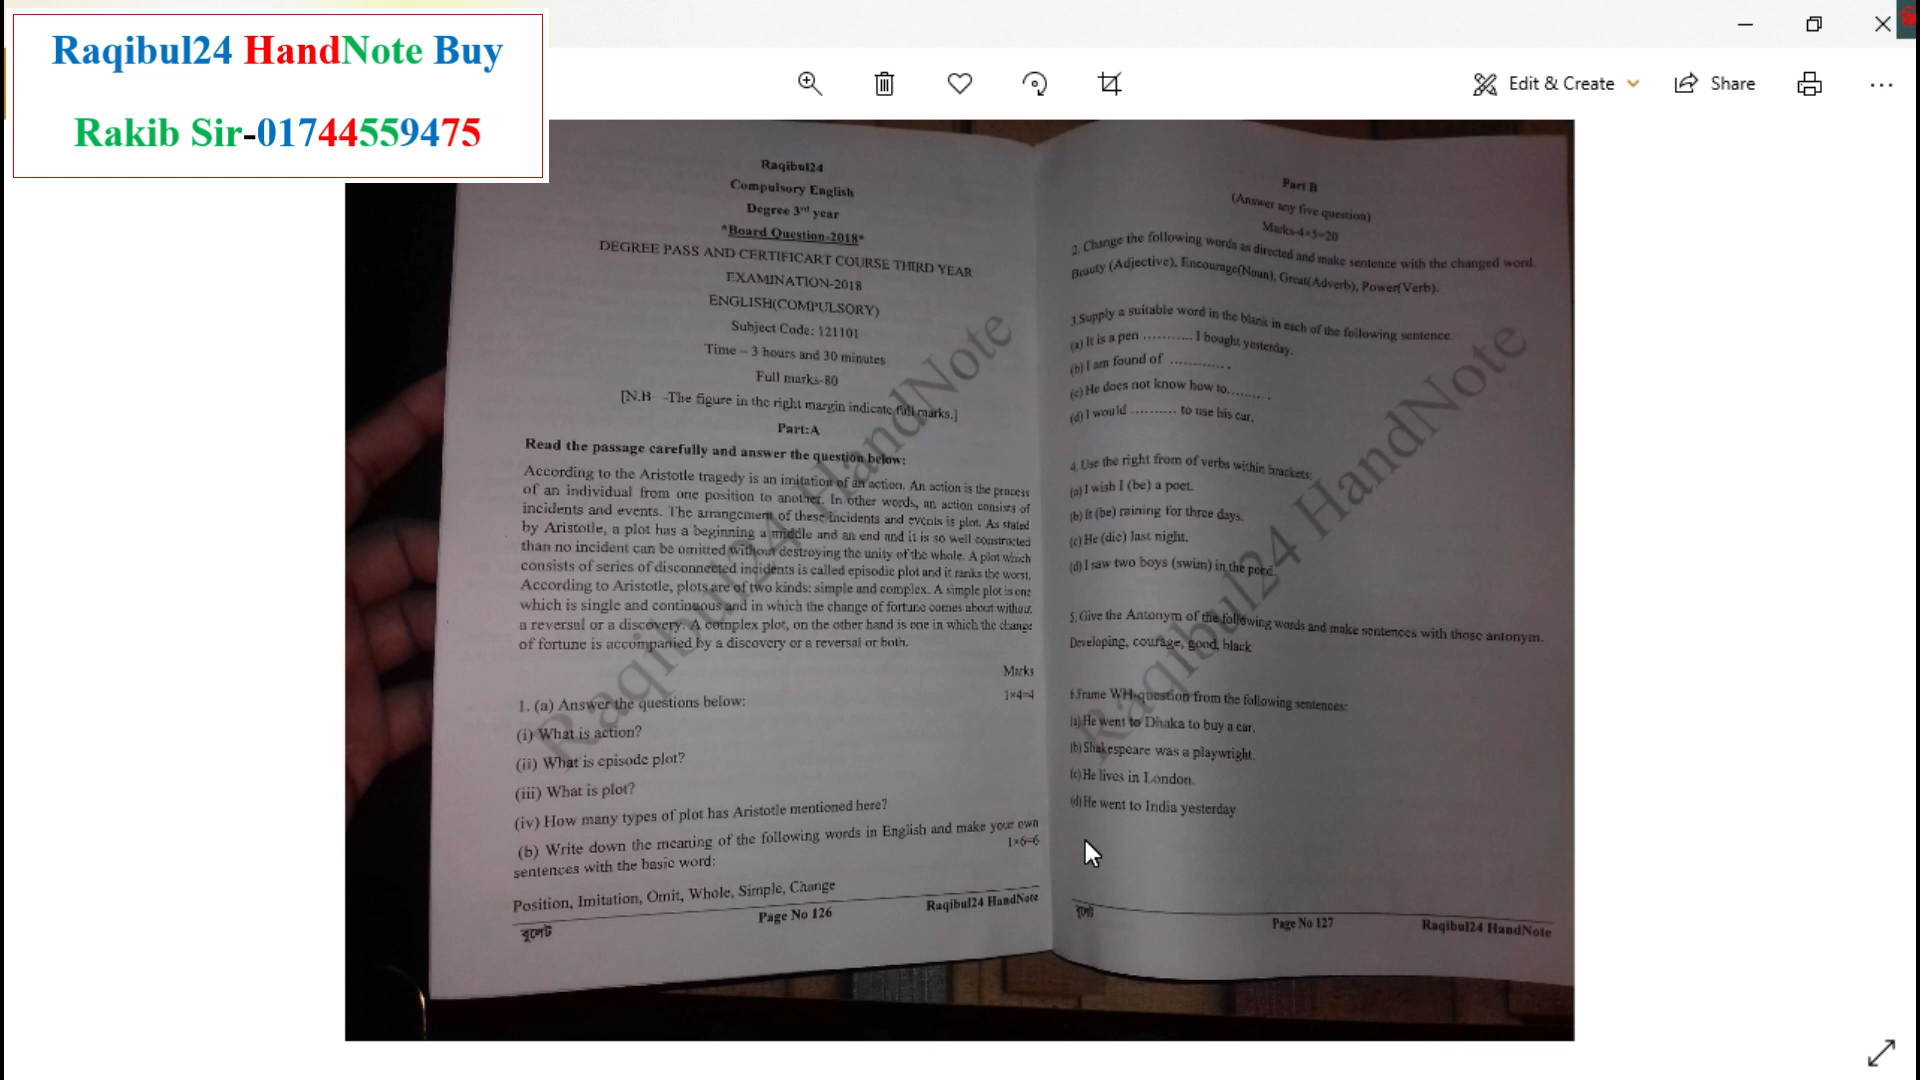 Raqibul24 HandNote Buy
Rakib Sir-01744559475
Edit & Create
Share
Raqibul24
Compulsory English
Degree 3rd year
*Board Question-2018*
DEGREE PASS AND CERTIFICART COURSE THIRD YEAR
EXAMINATION-2018
ENGLISH(COMPULSORY)
Subject Code: 121101
Time – 3 hours and 30 minutes
Full marks-80
[N.B- -The figure in the right margin indicate full marks.]
Part:A
Read the passage carefully and answer the question below:
According to the Aristotle tragedy is an imitation of an action. An action is the process
of an individual from one position to another. In other words, an action consists of
incidents and events. The arrangement of these incidents and events is plot. As stated
by Aristotle, a plot has a beginning a middle and an end and it is so well constructed
than no incident can be omitted without destroying the unity of the whole. A plot which
consists of series of disconnected incidents is called episodic plot and it ranks the worst.
According to Aristotle, plots are of two kinds: simple and complex. A simple plot is one
which is single and continuous and in which the change of fortune comes about without
a reversal or a discovery. A complex plot, on the other hand is one in which the change
of fortune is accompanied by a discovery or a reversal or both.
Marks
1. (a) Answer the questions below: 1×4=4
(i) What is action?
(ii) What is episode plot?
(iii) What is plot?
(iv) How many types of plot has Aristotle mentioned here?
(b) Write down the meaning of the following words in English and make your own
sentences with the basic word: 1×6=6
Position, Imitation, Omit, Whole, Simple, Change
বুলেট Page No 126 Raqibul24 HandNote
Raqibul24 HandNote
Part B
(Answer any five question)
Marks-4×5=20
2. Change the following words as directed and make sentence with the changed word.
Beauty (Adjective), Encourage(Noun), Great(Adverb), Power(Verb).
3.Supply a suitable word in the blank in each of the following sentence.
(a) It is a pen .......... I bought yesterday.
(b) I am found of ............
(c) He does not know how to.........
(d) I would .......... to use his car.
4. Use the right from of verbs within brackets:
(a) I wish I (be) a poet.
(b) It (be) raining for three days.
(c) He (die) last night.
(d) I saw two boys (swim) in the pond.
5. Give the Antonym of the following words and make sentences with those antonym.
Developing, courage, good, black
6.Frame WH-question from the following sentences:
(a) He went to Dhaka to buy a car.
(b) Shakespeare was a playwright.
(c) He lives in London.
(d) He went to India yesterday
বুলেট Page No 127 Raqibul24 HandNote
Raqibul24 HandNote